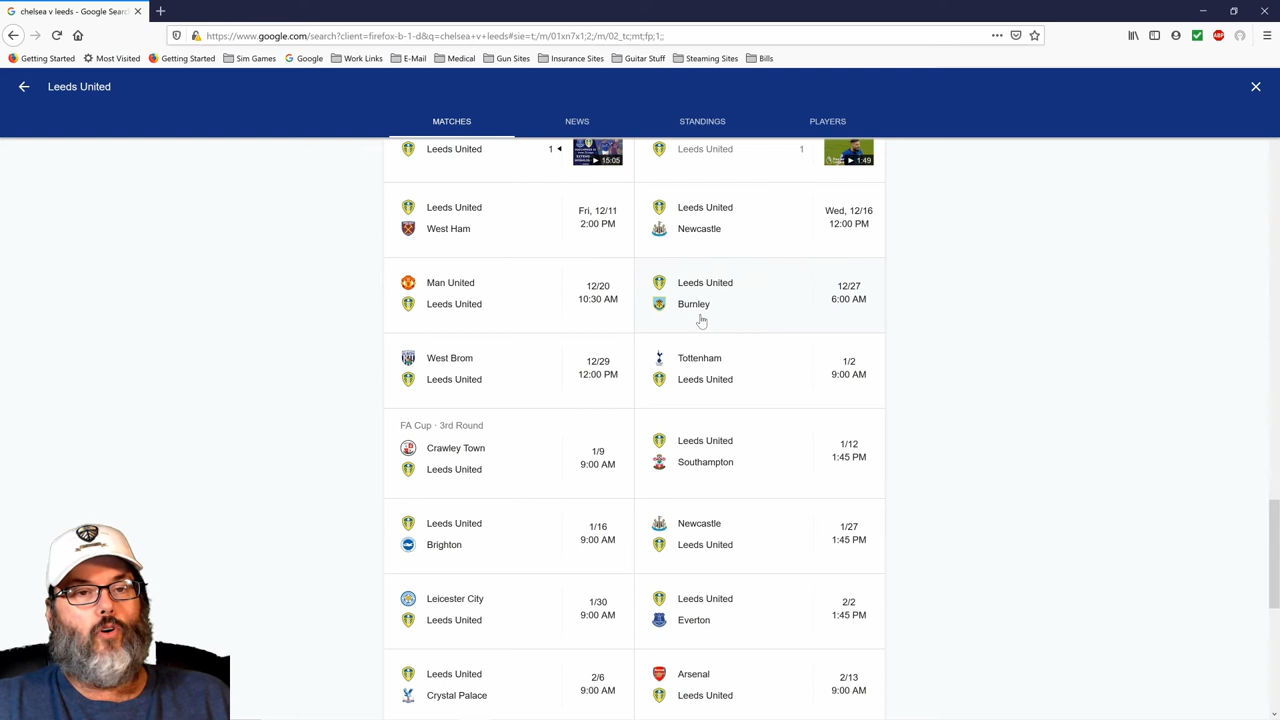 chelsea v leeds - Google Search
https://www.google.com/search?client=firefox-b-1-d&q=chelsea+v+leeds#sie=t;/m/01xn7x1;2;/m/02_tc;mt;fp;1;;
Getting Started Most Visited Getting Started Sim Games Google Work Links E-Mail Medical Gun Sites Insurance Sites Guitar Stuff Steaming Sites Bills
Leeds United
MATCHES NEWS STANDINGS PLAYERS
Leeds United 1 15:05
Leeds United 1 1:49
Leeds United
West Ham
Fri, 12/11
2:00 PM
Leeds United
Newcastle
Wed, 12/16
12:00 PM
Man United
Leeds United
12/20
10:30 AM
Leeds United
Burnley
12/27
6:00 AM
West Brom
Leeds United
12/29
12:00 PM
Tottenham
Leeds United
1/2
9:00 AM
FA Cup · 3rd Round
Crawley Town
Leeds United
1/9
9:00 AM
Leeds United
Southampton
1/12
1:45 PM
Leeds United
Brighton
1/16
9:00 AM
Newcastle
Leeds United
1/27
1:45 PM
Leicester City
Leeds United
1/30
9:00 AM
Leeds United
Everton
2/2
1:45 PM
Leeds United
Crystal Palace
2/6
9:00 AM
Arsenal
Leeds United
2/13
9:00 AM